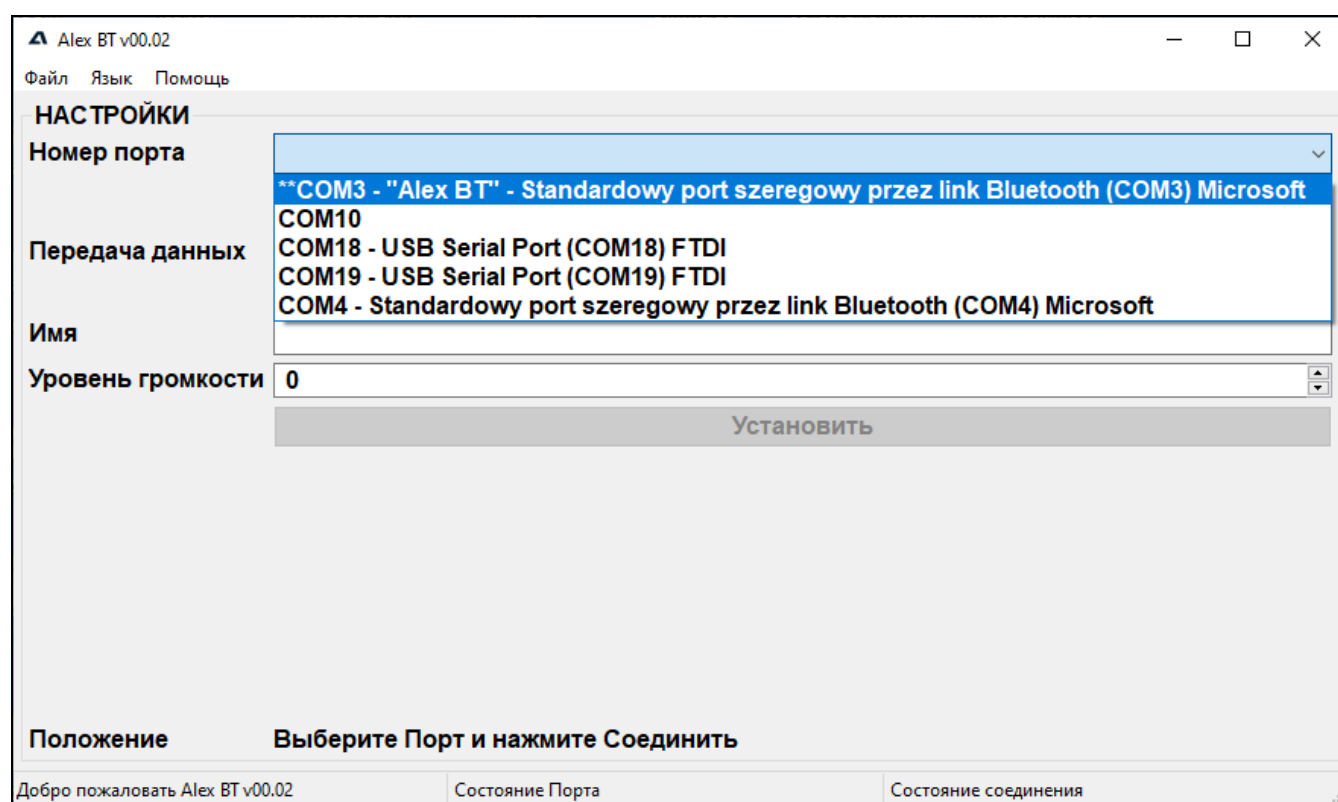 Alex BT v00.02
Файл Язык Помощь
НАСТРОЙКИ
Номер порта
**COM3 - "Alex BT" - Standardowy port szeregowy przez link Bluetooth (COM3) Microsoft
COM10
Передача данных
COM18 - USB Serial Port (COM18) FTDI
COM19 - USB Serial Port (COM19) FTDI
COM4 - Standardowy port szeregowy przez link Bluetooth (COM4) Microsoft
Имя
Уровень громкости 0
Установить
Положение Выберите Порт и нажмите Соединить
Добро пожаловать Alex BT v00.02 Состояние Порта Состояние соединения